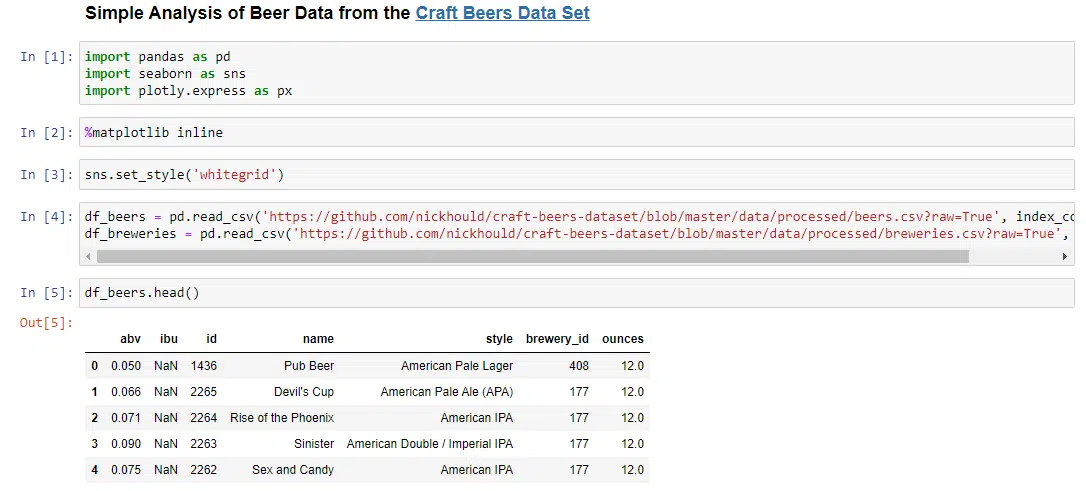 Simple Analysis of Beer Data from the Craft Beers Data Set
In [1]: import pandas as pd
import seaborn as sns
import plotly.express as px
In [2]: %matplotlib inline
In [3]: sns.set_style('whitegrid')
In [4]: df_beers = pd.read_csv('https://github.com/nickhould/craft-beers-dataset/blob/master/data/processed/beers.csv?raw=True', index_co
df_breweries = pd.read_csv('https://github.com/nickhould/craft-beers-dataset/blob/master/data/processed/breweries.csv?raw=True',
In [5]: df_beers.head()
Out[5]:
abv ibu id name style brewery_id ounces
0 0.050 NaN 1436 Pub Beer American Pale Lager 408 12.0
1 0.066 NaN 2265 Devil's Cup American Pale Ale (APA) 177 12.0
2 0.071 NaN 2264 Rise of the Phoenix American IPA 177 12.0
3 0.090 NaN 2263 Sinister American Double / Imperial IPA 177 12.0
4 0.075 NaN 2262 Sex and Candy American IPA 177 12.0